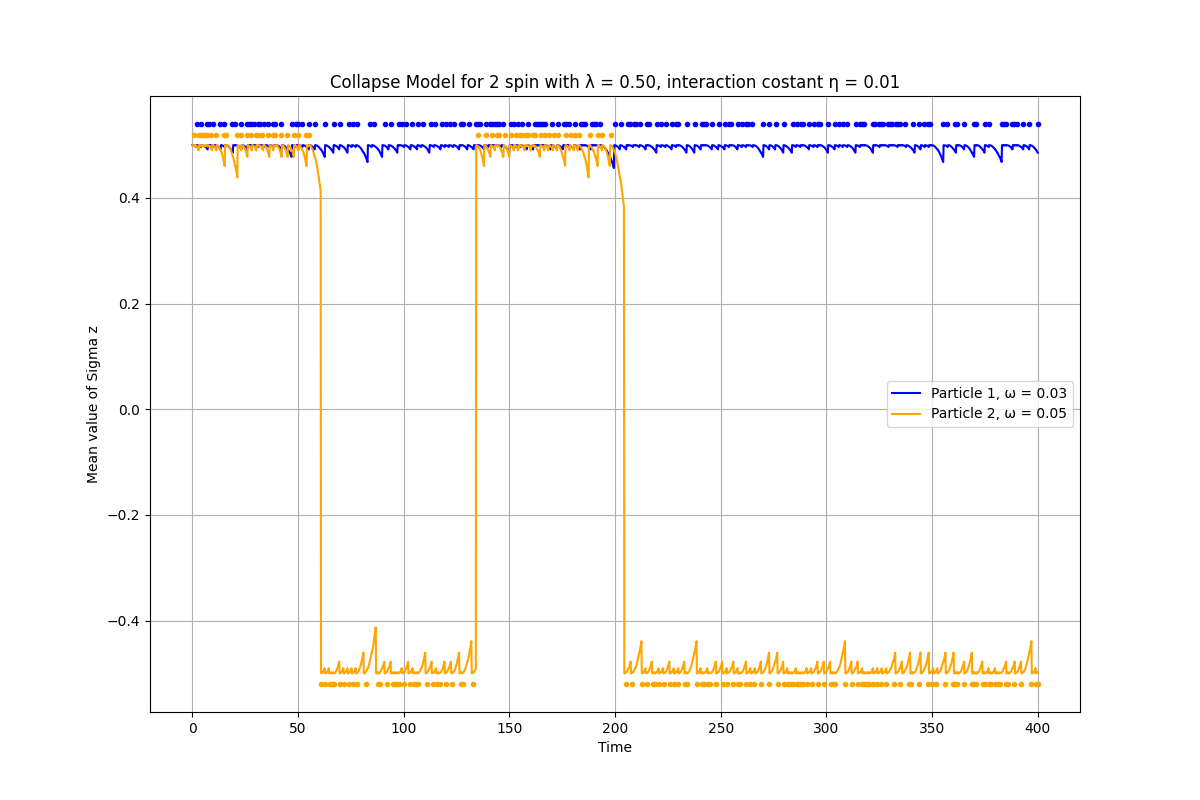 Collapse Model for 2 spin with λ = 0.50, interaction costant η = 0.01
Mean value of Sigma z
0.4
0.2
0.0
−0.2
−0.4
Particle 1, ω = 0.03
Particle 2, ω = 0.05
0 50 100 150 200 250 300 350 400
Time